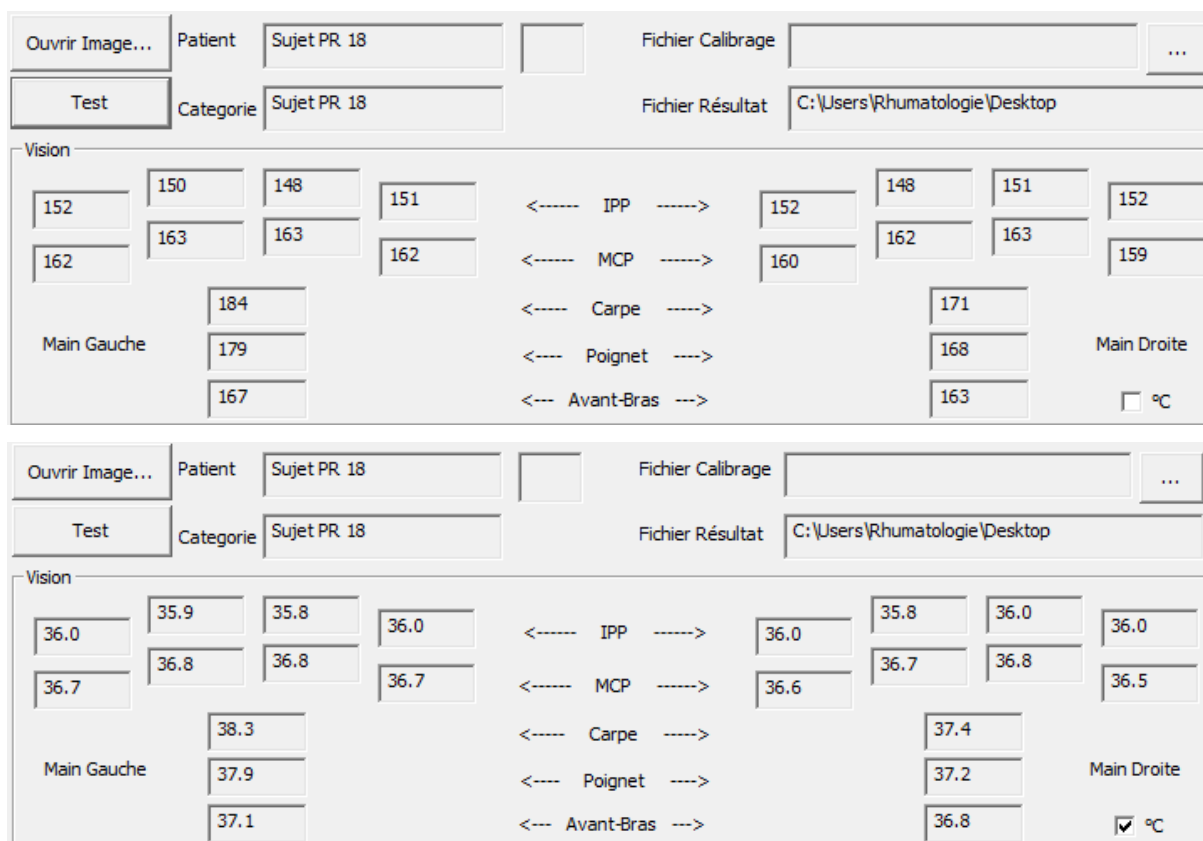 Ouvrir Image... Patient Sujet PR 18 Fichier Calibrage ...
Test Categorie Sujet PR 18 Fichier Résultat C:\Users\Rhumatologie\Desktop
Vision
152 150 148 151 <------ IPP ------> 152 148 151 152
162 163 163 162 <------ MCP ------> 160 162 163 159
184 <----- Carpe -----> 171
Main Gauche 179 <---- Poignet ----> 168 Main Droite
167 <--- Avant-Bras ---> 163 ºC
Ouvrir Image... Patient Sujet PR 18 Fichier Calibrage ...
Test Categorie Sujet PR 18 Fichier Résultat C:\Users\Rhumatologie\Desktop
Vision
36.0 35.9 35.8 36.0 <------ IPP ------> 36.0 35.8 36.0 36.0
36.7 36.8 36.8 36.7 <------ MCP ------> 36.6 36.7 36.8 36.5
38.3 <----- Carpe -----> 37.4
Main Gauche 37.9 <---- Poignet ----> 37.2 Main Droite
37.1 <--- Avant-Bras ---> 36.8 ºC